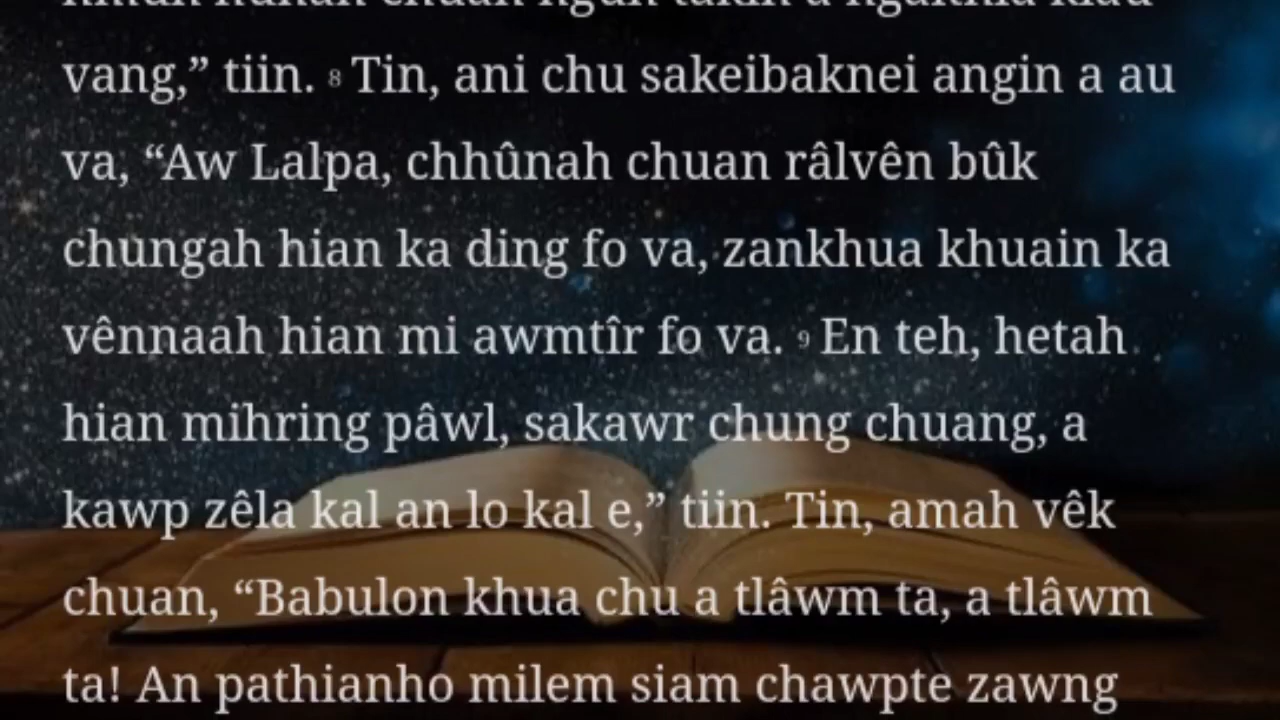 vang,” tiin. 8 Tin, ani chu sakeibaknei angin a au
va, “Aw Lalpa, chhûnah chuan râlvên bûk
chungah hian ka ding fo va, zankhua khuain ka
vênnaah hian mi awmtîr fo va. 9 En teh, hetah
hian mihring pâwl, sakawr chung chuang, a
kawp zêla kal an lo kal e,” tiin. Tin, amah vêk
chuan, “Babulon khua chu a tlâwm ta, a tlâwm
ta! An pathianho milem siam chawpte zawng